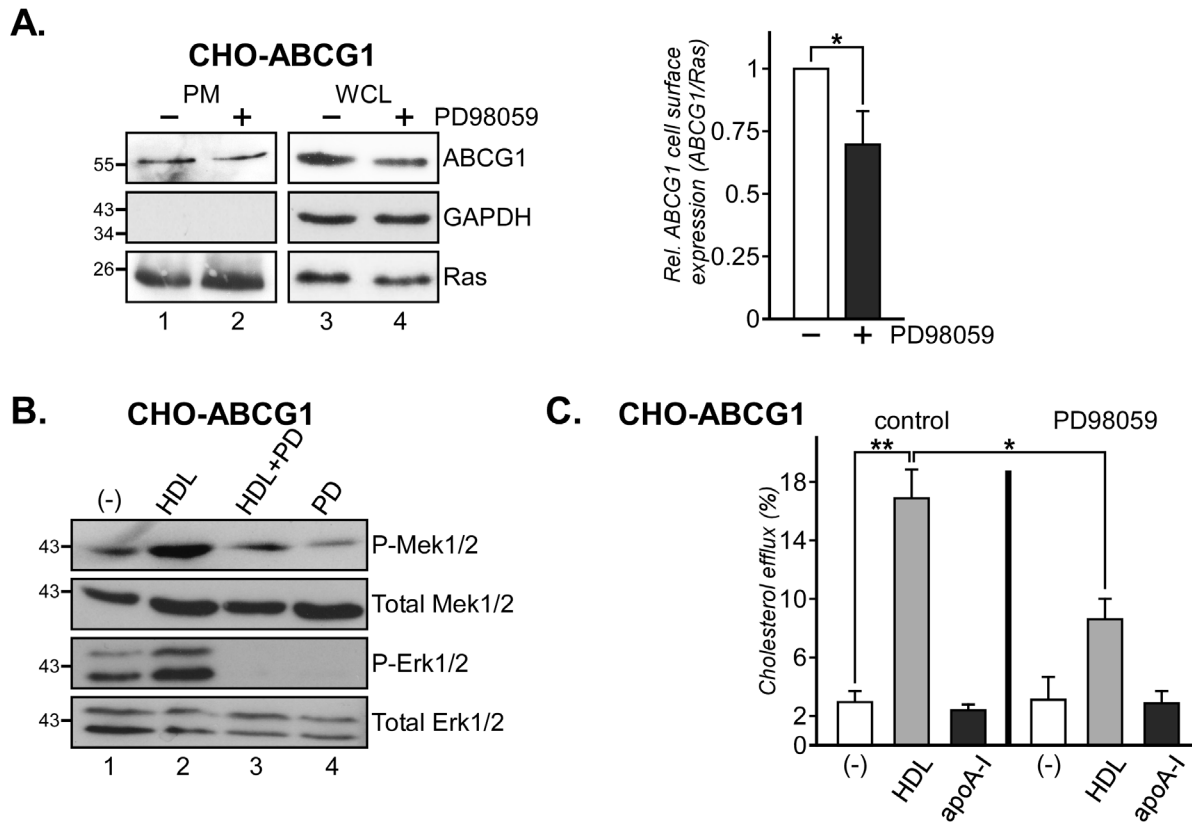 A.
CHO-ABCG1
PM WCL
− + − + PD98059
55 ABCG1
43 GAPDH
34
26 Ras
1 2 3 4
Rel. ABCG1 cell surface
expression (ABCG1/Ras)
1
0.75
0.5
0.25
0
*
− + PD98059
B.
CHO-ABCG1
(-) HDL HDL+PD PD
43 P-Mek1/2
43 Total Mek1/2
43 P-Erk1/2
43 Total Erk1/2
1 2 3 4
C. CHO-ABCG1
control PD98059
** *
Cholesterol efflux (%)
18
14
10
6
2
0
(-) HDL apoA-I (-) HDL apoA-I